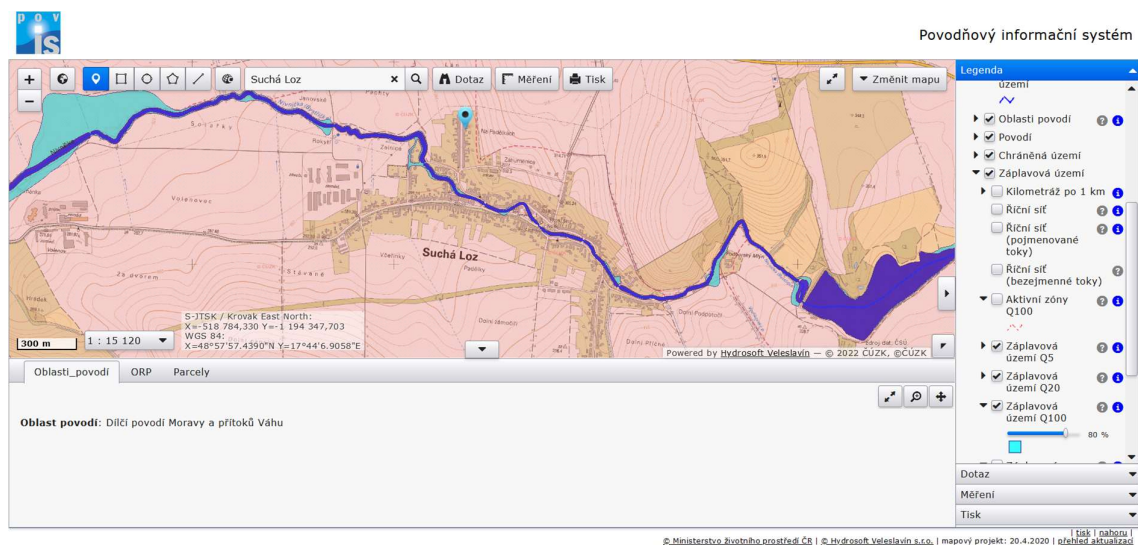 pov
is
Povodňový informační systém
+
−
Suchá Loz
×
Dotaz
Měření
Tisk
Změnit mapu
Suchá Loz
S-JTSK / Krovak East North:
X=-518 784,330 Y=-1 194 347,703
WGS 84:
X=48°57'57.4390"N Y=17°44'6.9058"E
300 m
1 : 15 120
Powered by Hydrosoft Veleslavín — © 2022 ČÚZK, ©ČÚZK
Legenda
území
Oblasti povodí
Povodí
Chráněná území
Záplavová území
Kilometráž po 1 km
Říční síť
Říční síť
(pojmenované
toky)
Říční síť
(bezejmenné toky)
Aktivní zóny
Q100
Záplavová
území Q5
Záplavová
území Q20
Záplavová
území Q100
80 %
Dotaz
Měření
Tisk
Oblasti_povodí
ORP
Parcely
Oblast povodí: Dílčí povodí Moravy a přítoků Váhu
| tisk | nahoru |
© Ministerstvo životního prostředí ČR | © Hydrosoft Veleslavín s.r.o. | mapový projekt: 20.4.2020 | přehled aktualizací